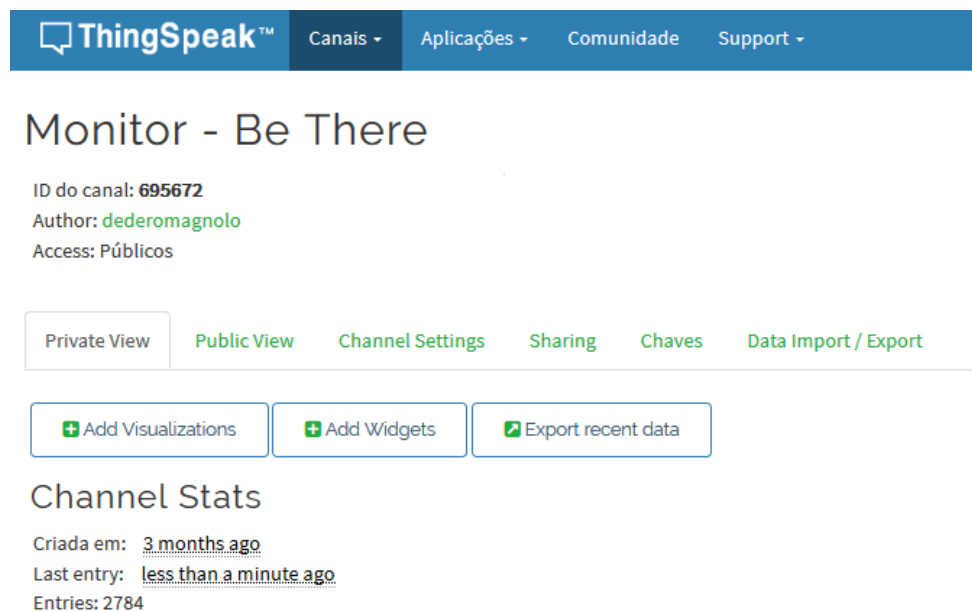 ThingSpeak™ Canais Aplicações Comunidade Support
Monitor - Be There
ID do canal: 695672
Author: dederomagnolo
Access: Públicos
Private View Public View Channel Settings Sharing Chaves Data Import / Export
Add Visualizations Add Widgets Export recent data
Channel Stats
Criada em: 3 months ago
Last entry: less than a minute ago
Entries: 2784